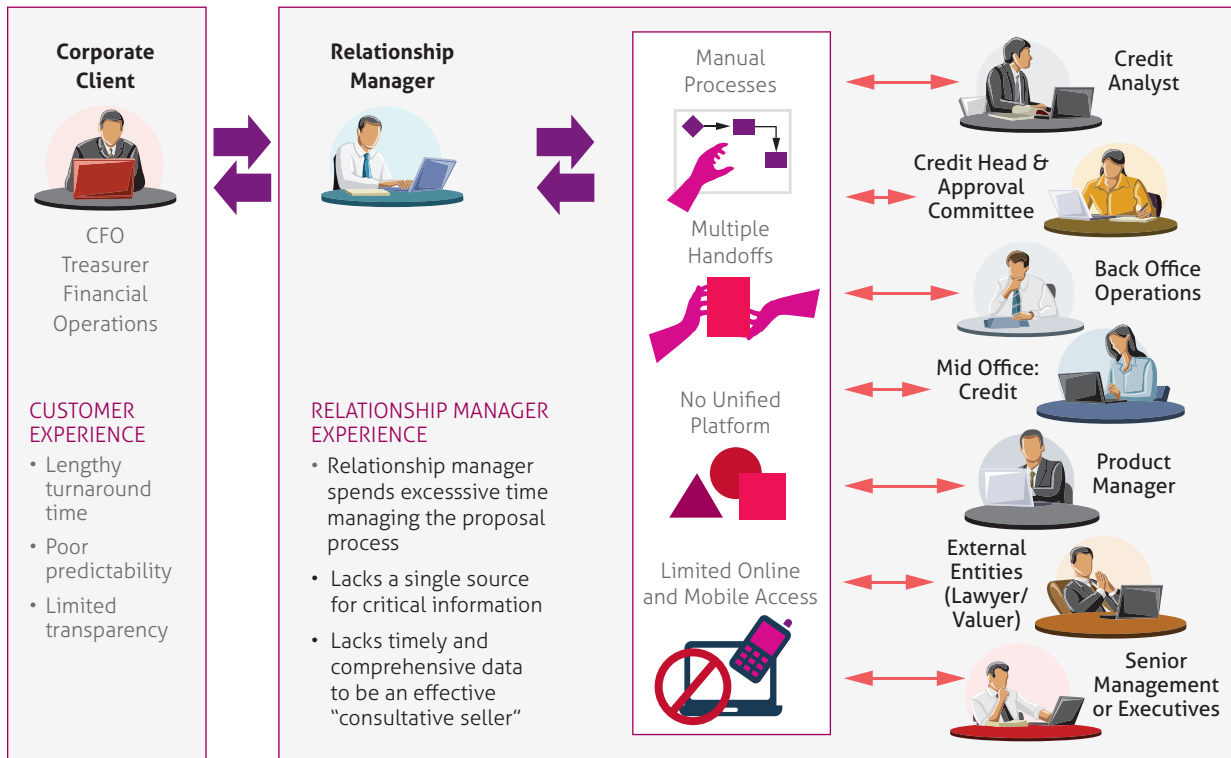 Corporate
Client
CFO
Treasurer
Financial
Operations
CUSTOMER
EXPERIENCE
• Lengthy
turnaround
time
• Poor
predictability
• Limited
transparency
Relationship
Manager
RELATIONSHIP MANAGER
EXPERIENCE
• Relationship manager
spends excesssive time
managing the proposal
process
• Lacks a single source
for critical information
• Lacks timely and
comprehensive data
to be an effective
“consultative seller”
Manual
Processes
Multiple
Handoffs
No Unified
Platform
Limited Online
and Mobile Access
Credit
Analyst
Credit Head &
Approval
Committee
Back Office
Operations
Mid Office:
Credit
Product
Manager
External
Entities
(Lawyer/
Valuer)
Senior
Management
or Executives